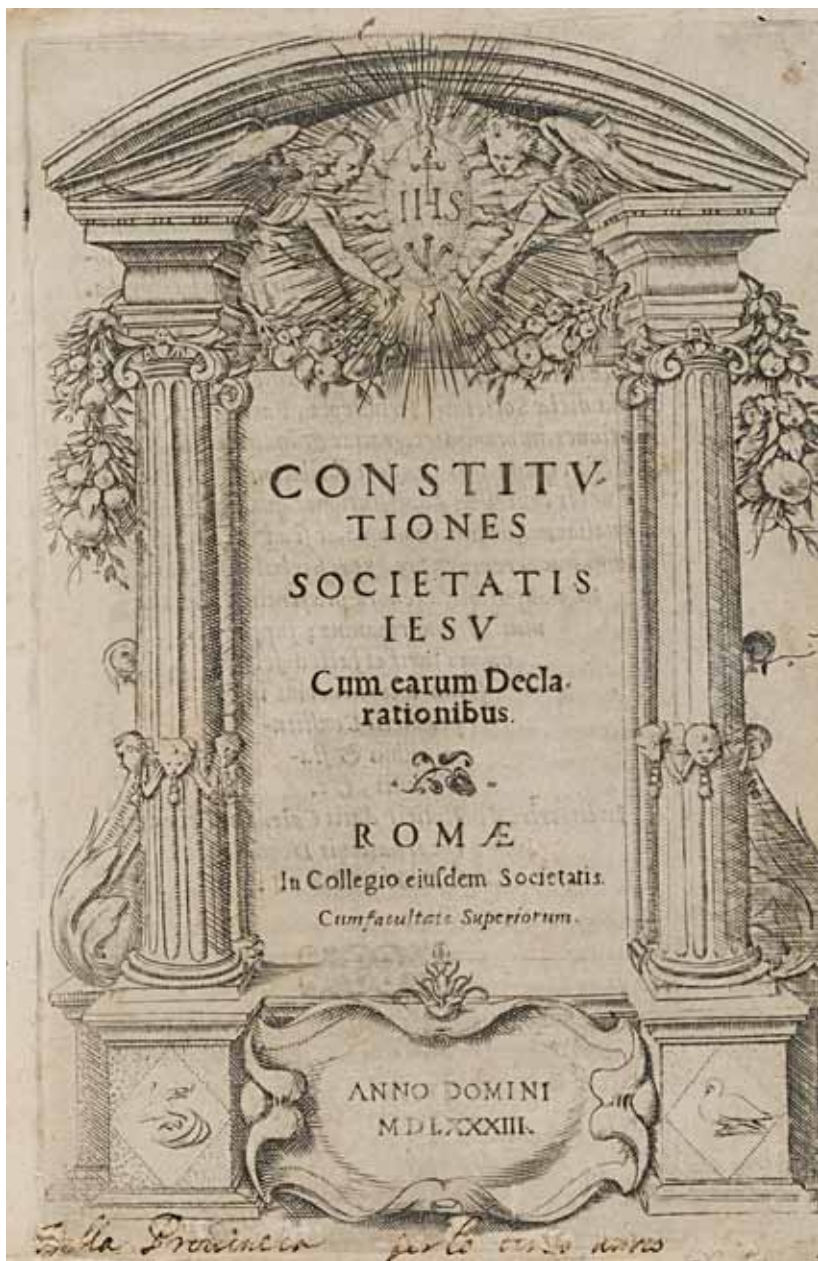 IHS
CONSTITV-
TIONES
SOCIETATIS
IESV
Cum earum Decla-
rationibus.
ROMÆ
In Collegio eiuſdem Societatis.
Cum facultate Superiorum.
ANNO DOMINI
MDLXXXIII.
Prouincia